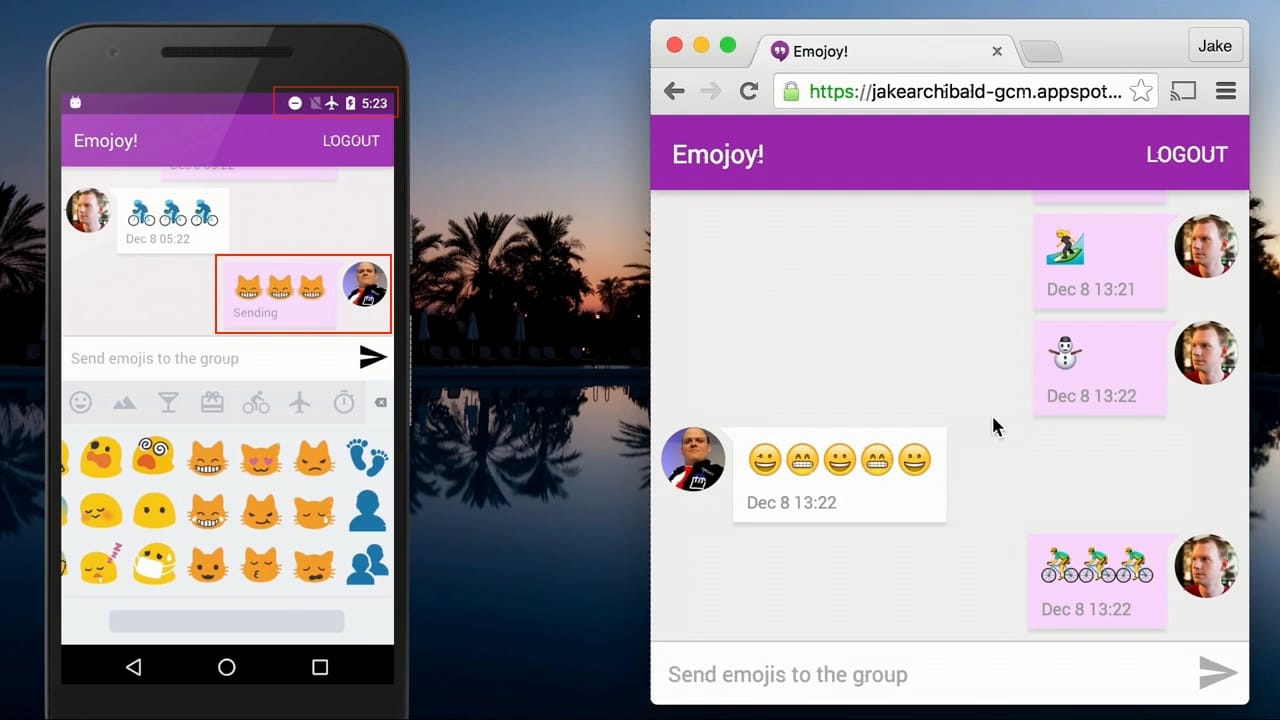 5:23
Emojoy!
LOGOUT
Dec 8 05:22
Dec 8 05:22
Sending
Send emojis to the group
Emojoy!
Jake
https://jakearchibald-gcm.appspot...
Emojoy!
LOGOUT
Dec 8 13:21
Dec 8 13:22
Dec 8 13:22
Dec 8 13:22
Send emojis to the group